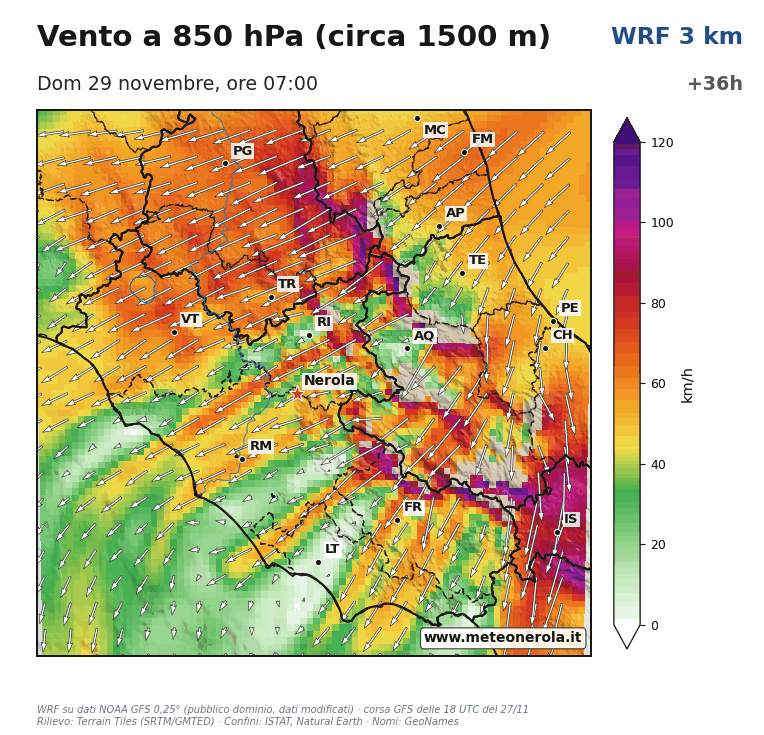 Vento a 850 hPa (circa 1500 m)
WRF 3 km
Dom 29 novembre, ore 07:00
+36h
MC
FM
PG
AP
TE
TR
PE
VT
RI
AQ
CH
Nerola
RM
FR
IS
LT
www.meteonerola.it
120
100
80
60
40
20
0
km/h
WRF su dati NOAA GFS 0,25° (pubblico dominio, dati modificati) · corsa GFS delle 18 UTC del 27/11
Rilievo: Terrain Tiles (SRTM/GMTED) · Confini: ISTAT, Natural Earth · Nomi: GeoNames